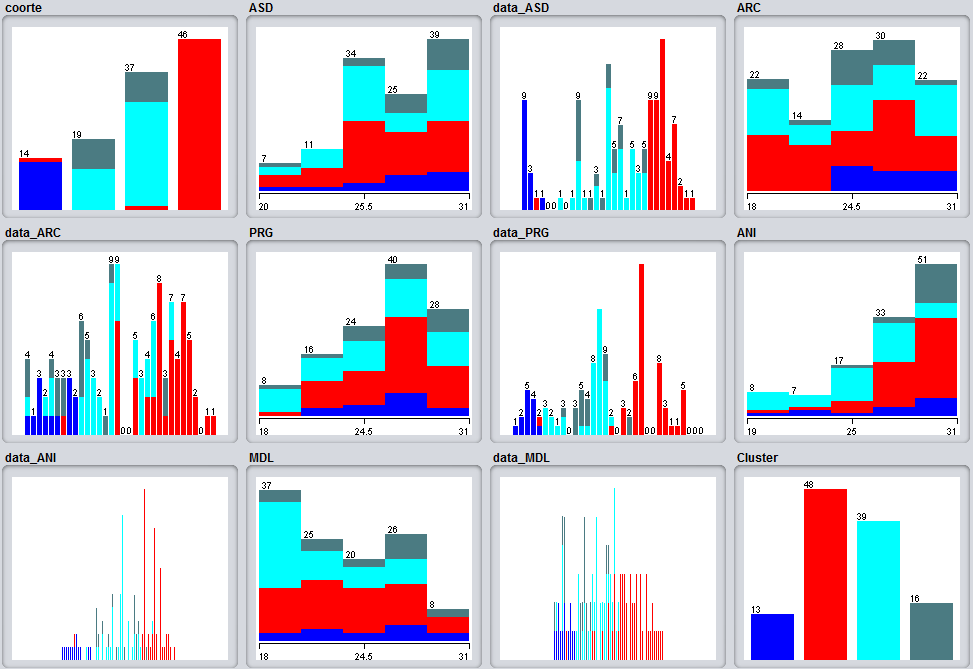 coorte
14 19 37 46
ASD
7 11 34 25 39
20 25.5 31
data_ASD
9 3 1 1 0 0 1 0 1 9 1 1 3 1 5 7 1 5 3 5 9 9 4 7 2 1 1
ARC
22 14 28 30 22
18 24.5 31
data_ARC
4 1 3 2 4 3 3 3 3 2 6 5 3 2 1 9 9 0 0 5 3 4 6 8 3 7 4 7 5 2 0 1 1
PRG
8 16 24 40 28
18 24.5 31
data_PRG
1 2 5 4 2 3 2 1 3 0 3 5 4 8 9 2 0 3 2 6 0 0 8 3 1 1 5 0 0 0
ANI
8 7 17 33 51
19 25 31
data_ANI
MDL
37 25 20 26 8
18 24.5 31
data_MDL
Cluster
13 48 39 16